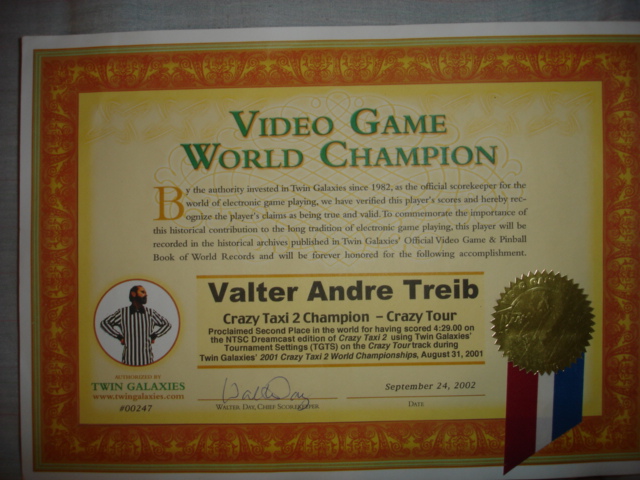 VIDEO GAME
WORLD CHAMPION
By the authority invested in Twin Galaxies since 1982, as the official scorekeeper for the
world of electronic game playing, we have verified this player's scores and hereby rec-
ognize the player's claims as being true and valid. To commemorate the importance of
this historical contribution to the long tradition of electronic game playing, this player will be
recorded in the historical archives published in Twin Galaxies' Official Video Game & Pinball
Book of World Records and will be forever honored for the following accomplishment.
Valter Andre Treib
Crazy Taxi 2 Champion – Crazy Tour
Proclaimed Second Place in the world for having scored 4:29.00 on
the NTSC Dreamcast edition of Crazy Taxi 2 using Twin Galaxies'
Tournament Settings (TGTS) on the Crazy Tour track during
Twin Galaxies' 2001 Crazy Taxi 2 World Championships, August 31, 2001
AUTHORIZED BY
TWIN GALAXIES
www.twingalaxies.com
#00247
Walter Day
WALTER DAY, CHIEF SCOREKEEPER
September 24, 2002
DATE